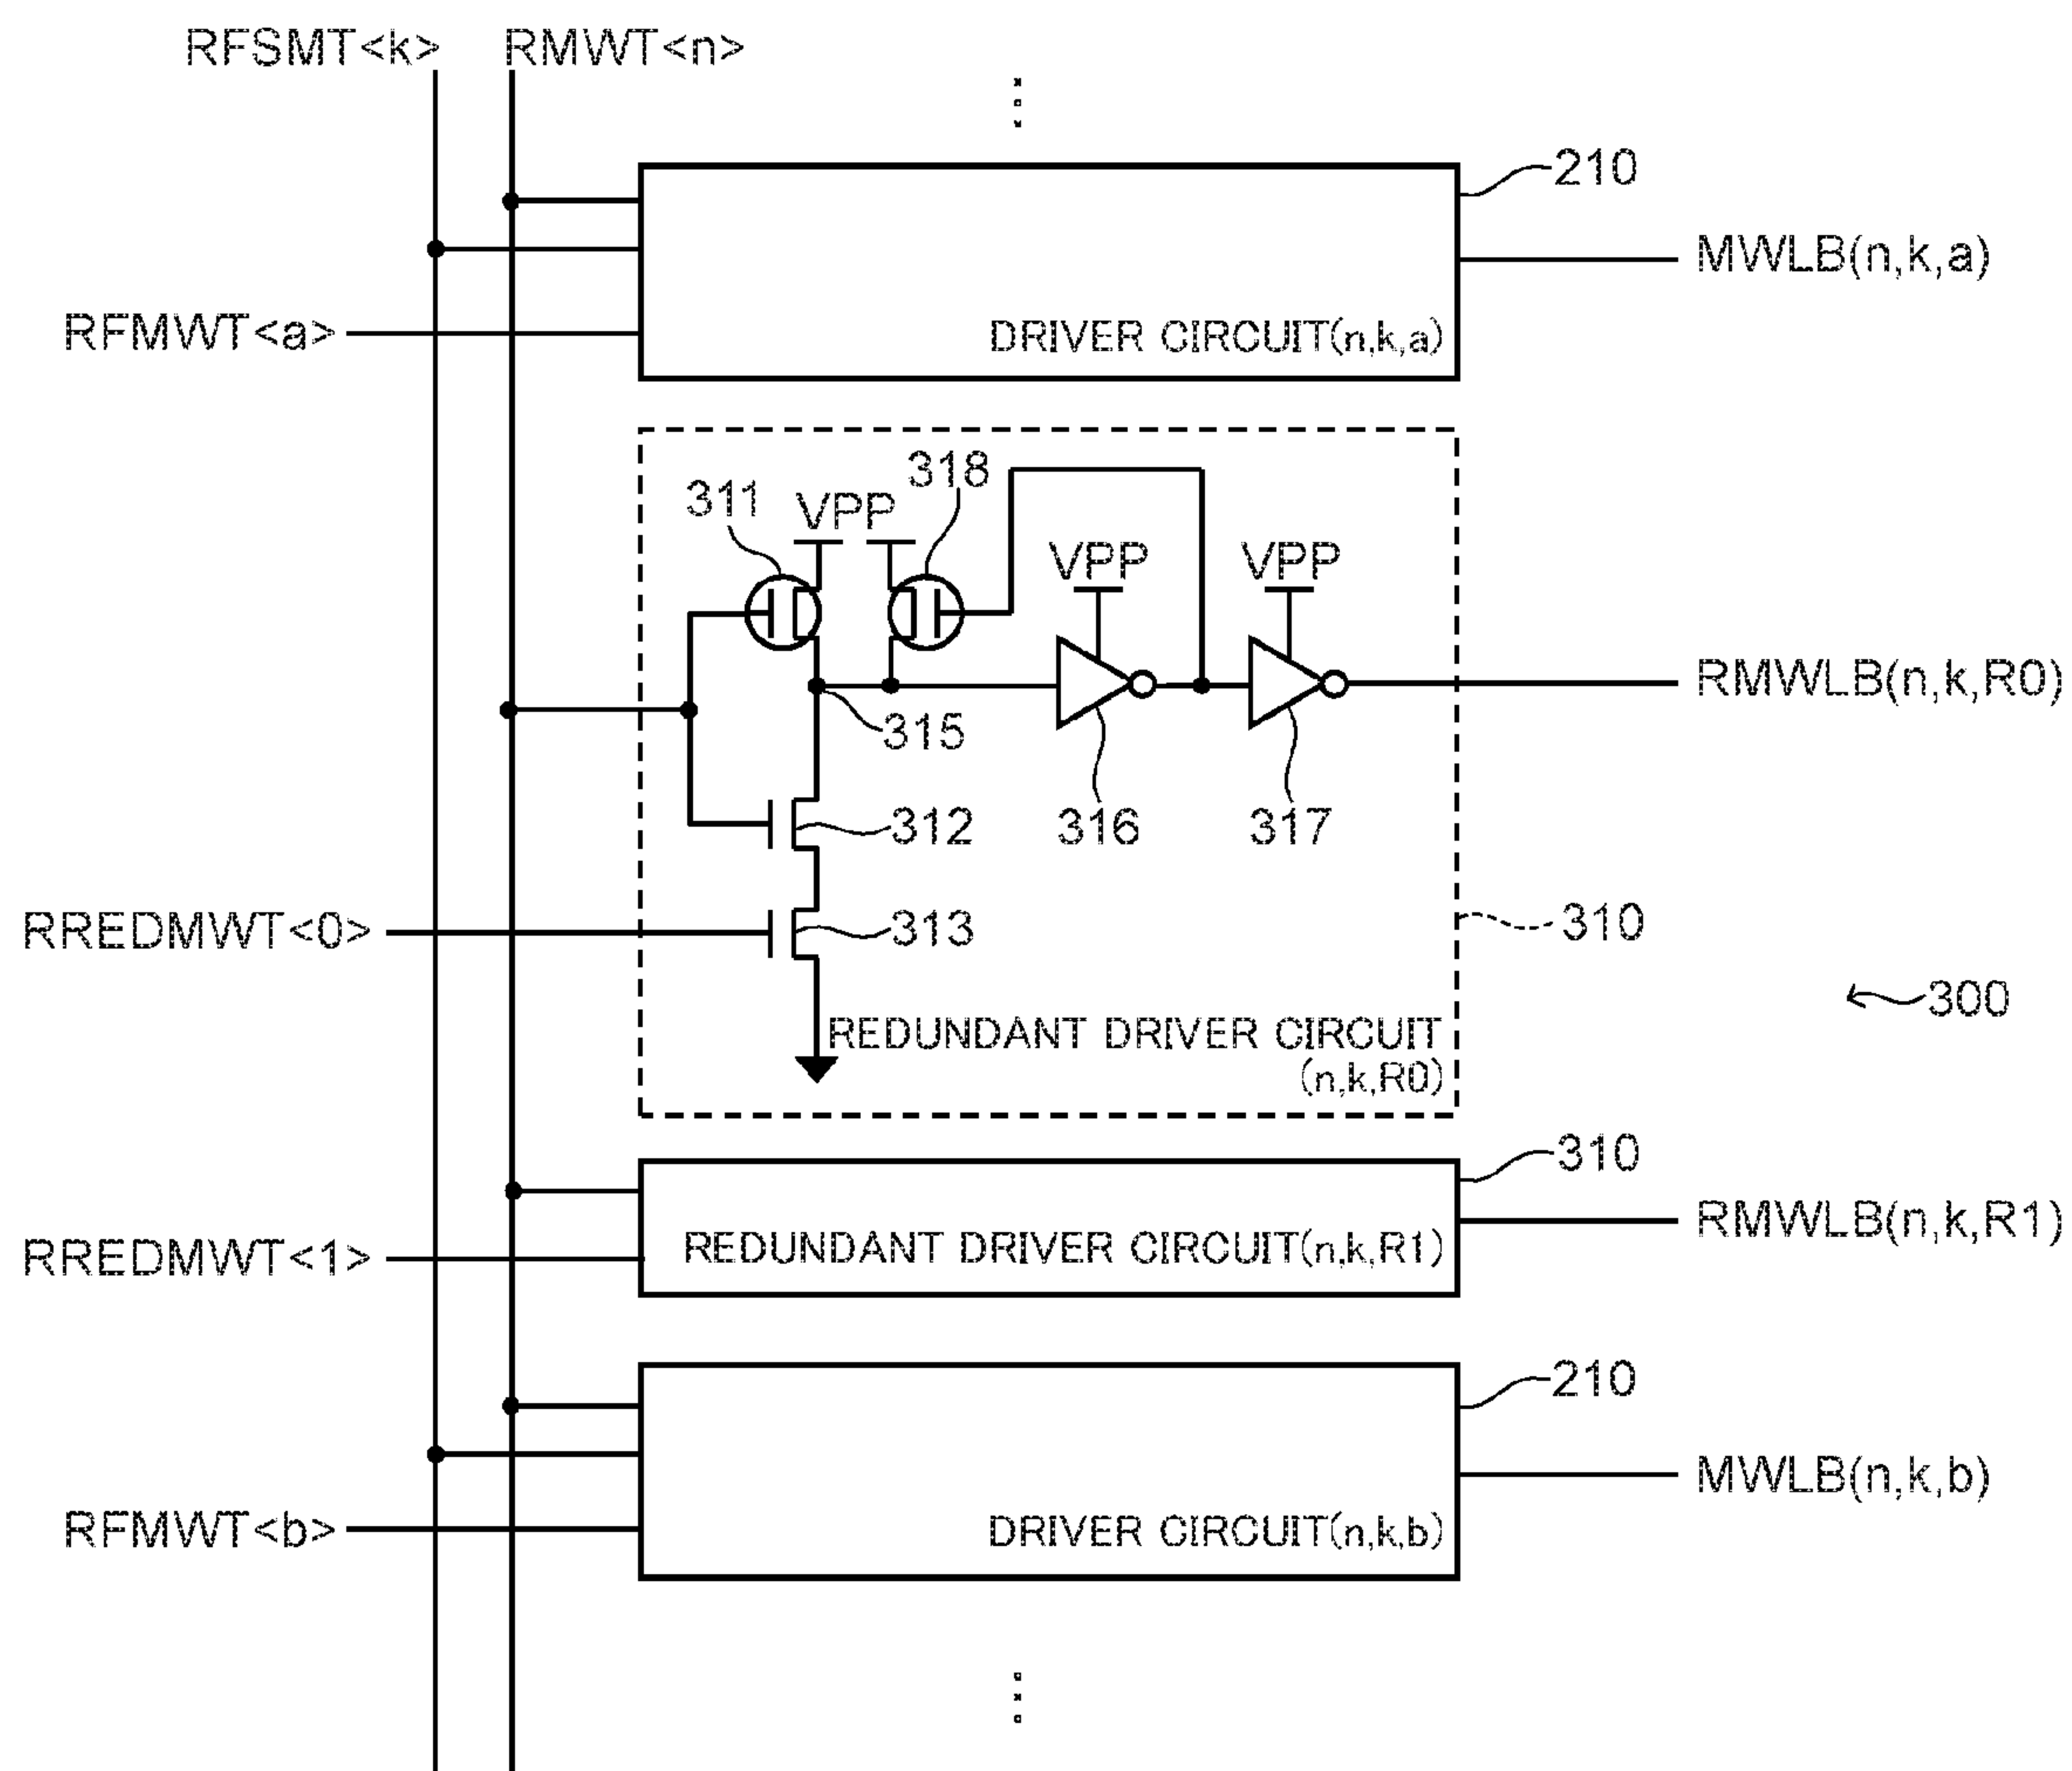 RFSMT<k> RMWT<n>
210
MWLB(n,k,a)
RFMWT<a>
DRIVER CIRCUIT(n,k,a)
318
311
VPP
VPP
VPP
RMWLB(n,k,R0)
315
312
316
317
RREDMWT<0>
313
310
300
REDUNDANT DRIVER CIRCUIT
(n,k,R0)
310
RMWLB(n,k,R1)
REDUNDANT DRIVER CIRCUIT(n,k,R1)
RREDMWT<1>
210
MWLB(n,k,b)
RFMWT<b>
DRIVER CIRCUIT(n,k,b)